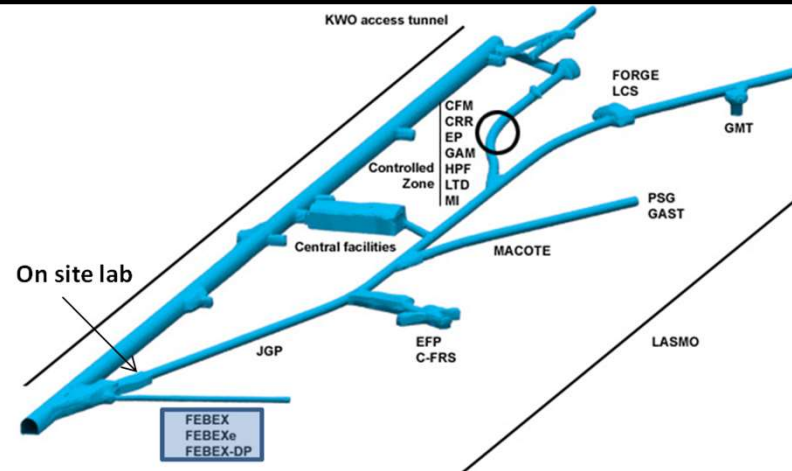 KWO access tunnel
FORGE
LCS
CFM
CRR
EP
GAM
HPF
LTD
MI
GMT
Controlled
Zone
PSG
GAST
Central facilities
MACOTE
On site lab
EFP
C-FRS
LASMO
JGP
FEBEX
FEBEXe
FEBEX-DP